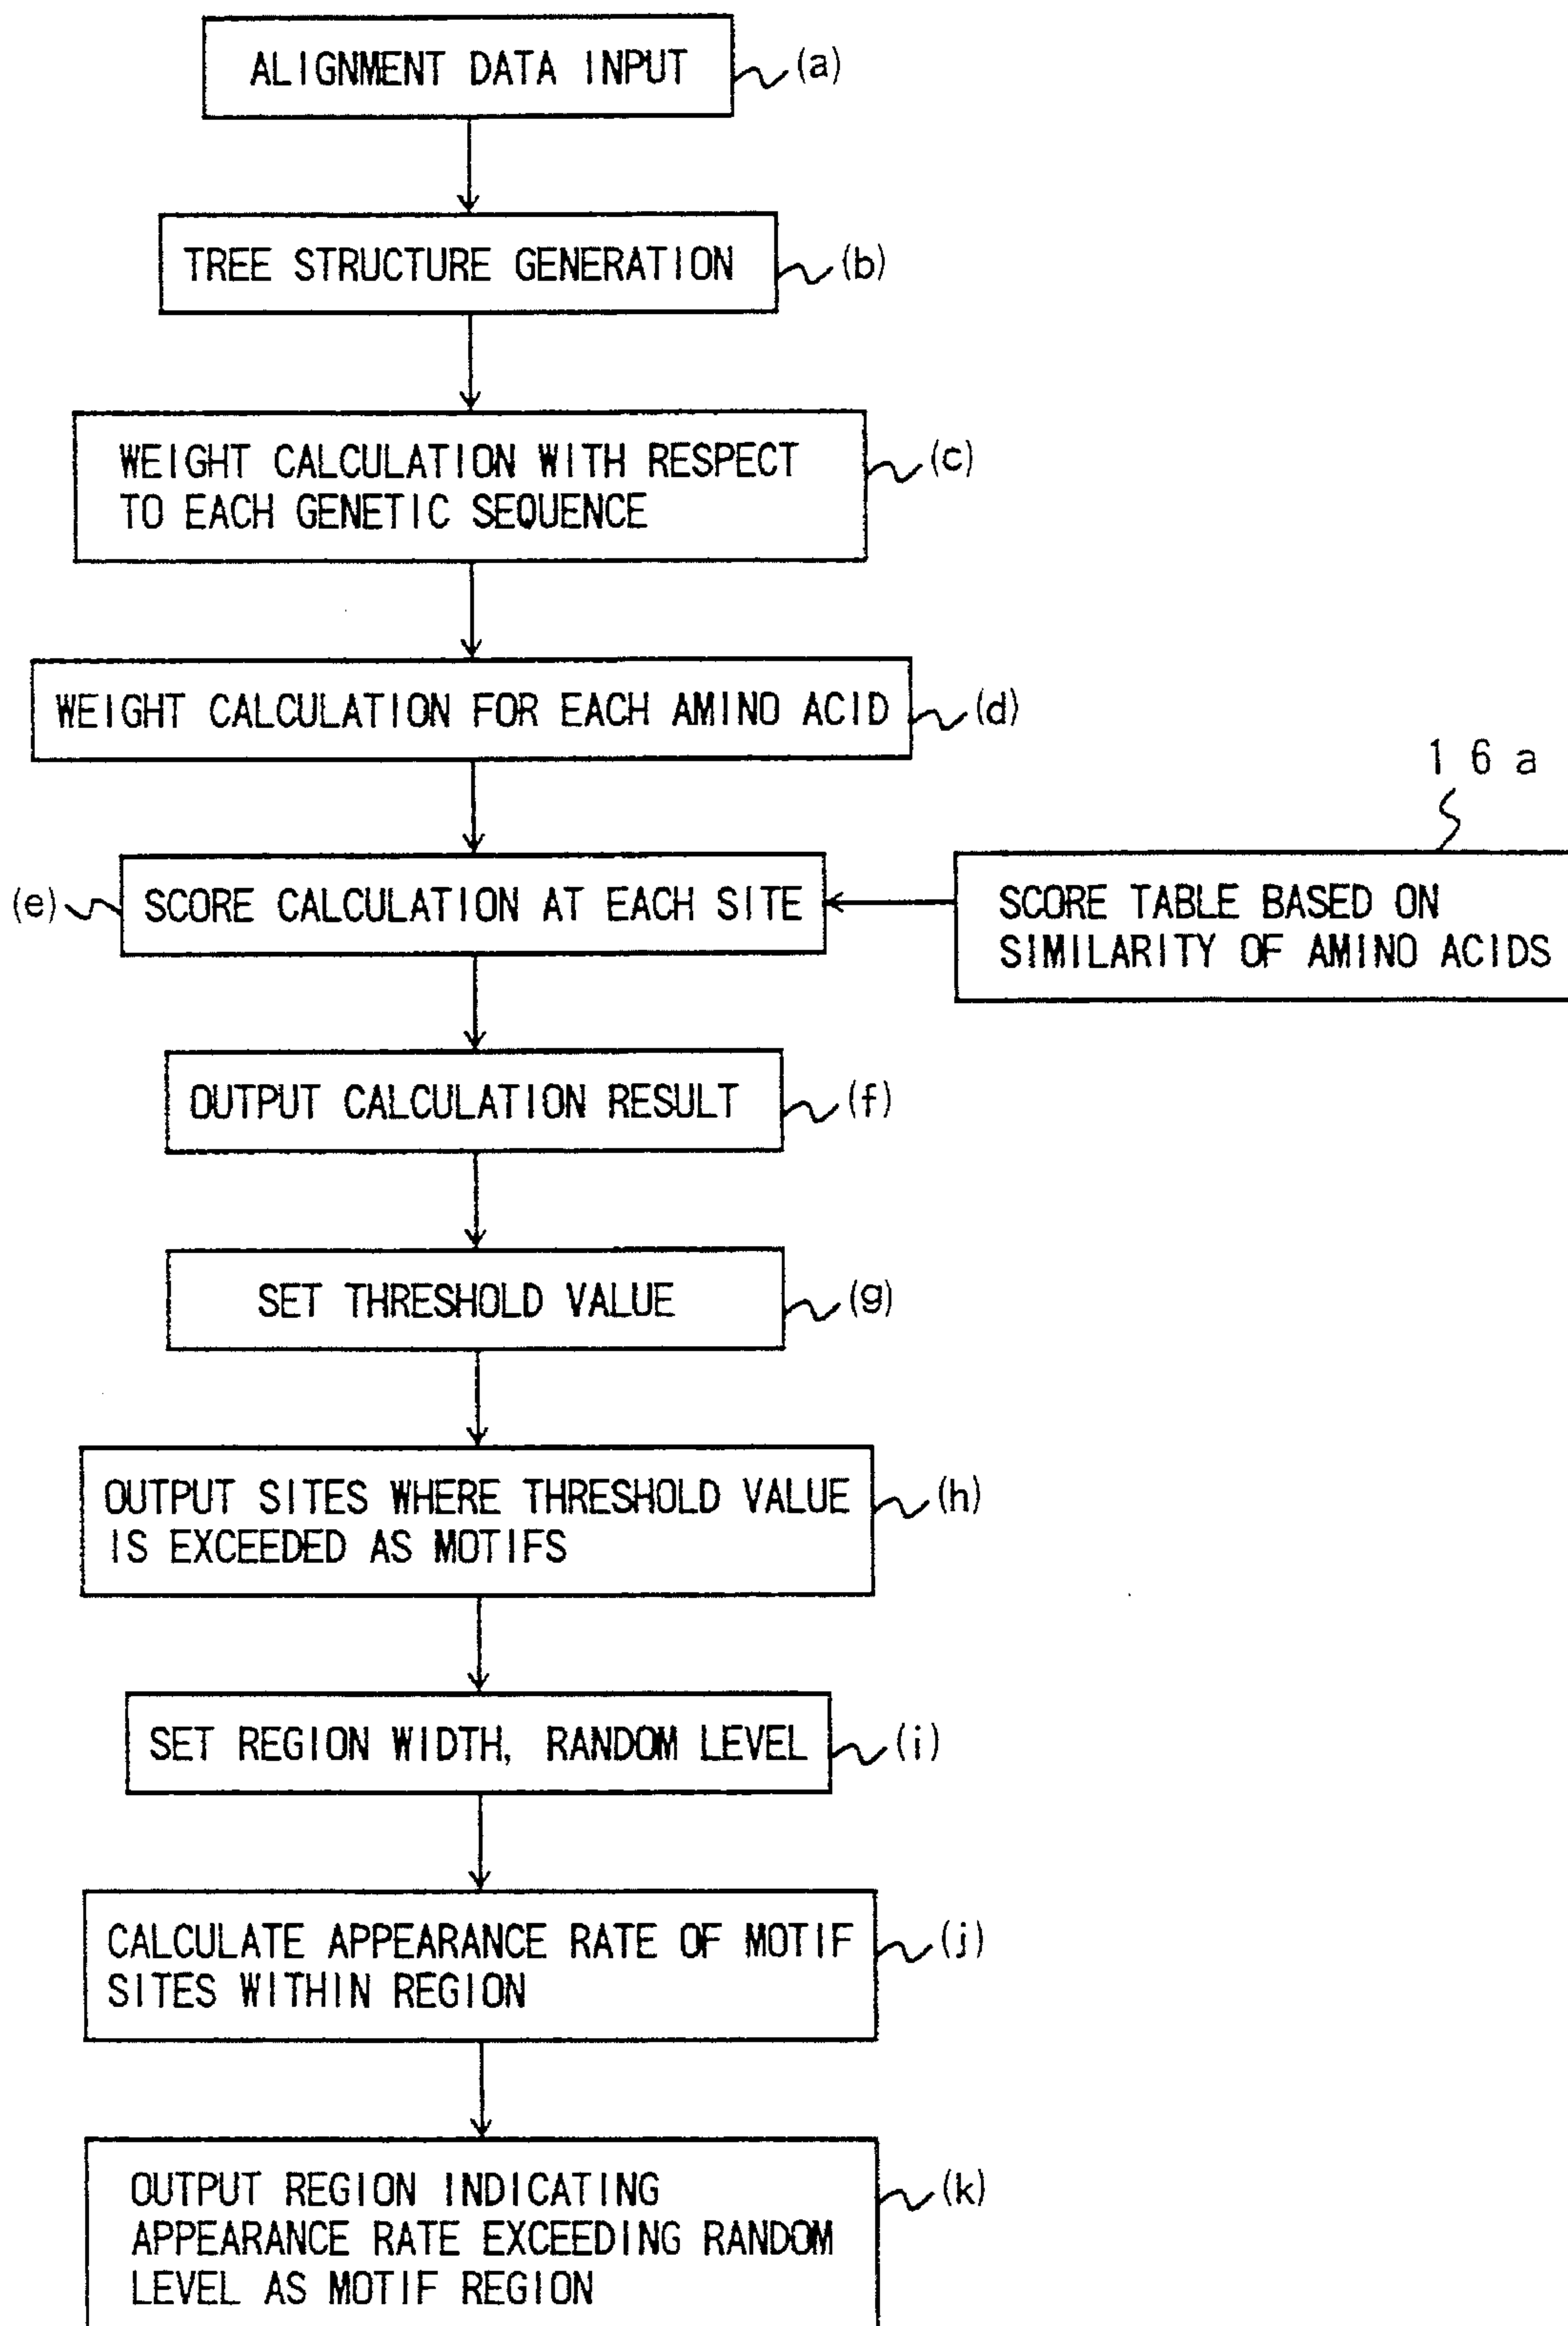 ALIGNMENT DATA INPUT (a)
TREE STRUCTURE GENERATION (b)
WEIGHT CALCULATION WITH RESPECT (c)
TO EACH GENETIC SEQUENCE
WEIGHT CALCULATION FOR EACH AMINO ACID (d)
16a
(e) SCORE CALCULATION AT EACH SITE
SCORE TABLE BASED ON
SIMILARITY OF AMINO ACIDS
OUTPUT CALCULATION RESULT (f)
SET THRESHOLD VALUE (g)
OUTPUT SITES WHERE THRESHOLD VALUE (h)
IS EXCEEDED AS MOTIFS
SET REGION WIDTH, RANDOM LEVEL (i)
CALCULATE APPEARANCE RATE OF MOTIF (j)
SITES WITHIN REGION
OUTPUT REGION INDICATING (k)
APPEARANCE RATE EXCEEDING RANDOM
LEVEL AS MOTIF REGION